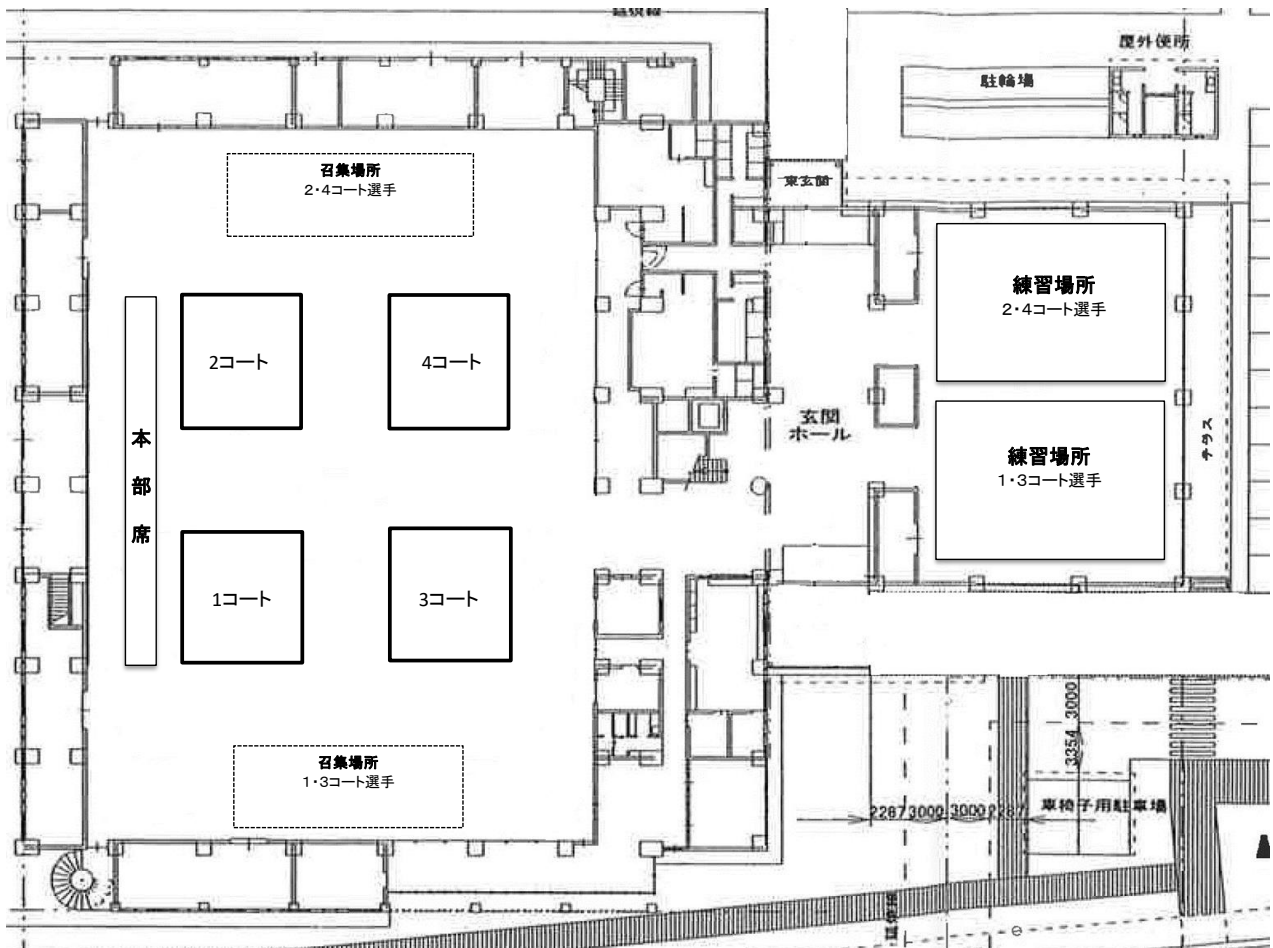 屋外便所
駐輪場
召集場所
2・4コート選手
東玄関
練習場所
2・4コート選手
2コート
4コート
本部席
玄関
ホール
テラス
練習場所
1・3コート選手
1コート
3コート
召集場所
1・3コート選手
3354 3000
2287 3000 3000 2287
車椅子用駐車場